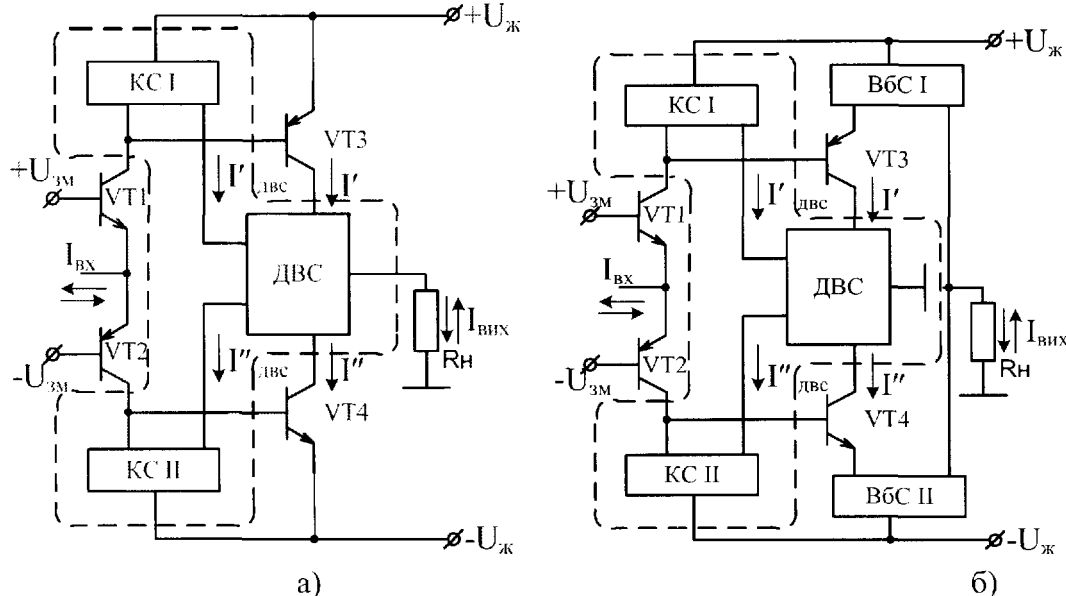 +Uж
КС I
VT3
+Uзм
VT1
I′двс
I′
Iвх
ДВС
Iвих
Rн
VT2
-Uзм
I″двс
I″
VT4
КС II
-Uж
а)
+Uж
ВбС I
КС I
VT3
+Uзм
VT1
I′двс
I′
Iвх
ДВС
Iвих
Rн
VT2
-Uзм
I″двс
I″
VT4
КС II
ВбС II
-Uж
б)